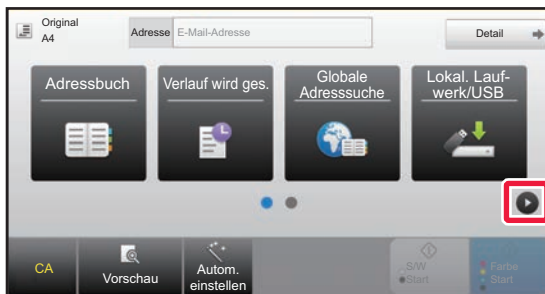 Original
A4
Adresse
E-Mail-Adresse
Detail
Adressbuch
Verlauf wird ges.
Globale
Adresssuche
Lokal. Lauf-
werk/USB
CA
Vorschau
Autom.
einstellen
S/W
Start
Farbe
Start